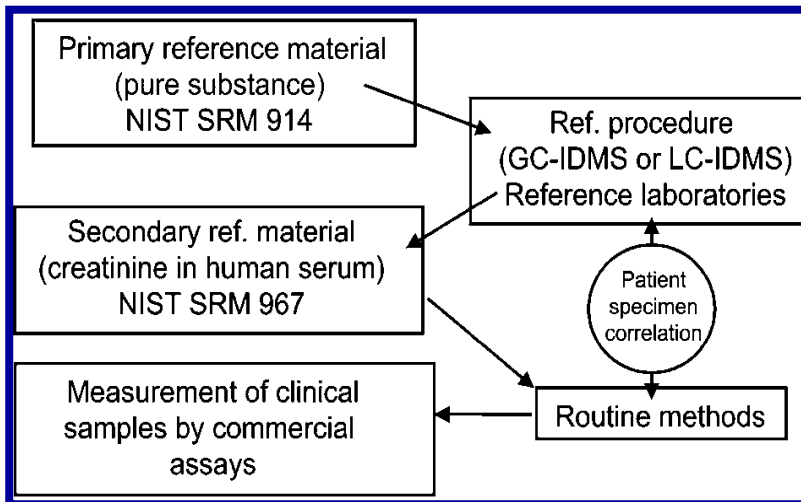 Primary reference material
(pure substance)
NIST SRM 914
Ref. procedure
(GC-IDMS or LC-IDMS)
Reference laboratories
Secondary ref. material
(creatinine in human serum)
NIST SRM 967
Patient
specimen
correlation
Measurement of clinical
samples by commercial
assays
Routine methods